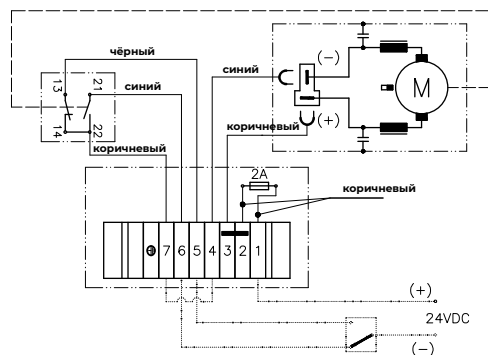 чёрный
13
21
синий
14
22
коричневый
синий
(-)
M
коричневый
(+)
2A
коричневый
7
6
5
4
3
2
1
(+)
24VDC
(-)